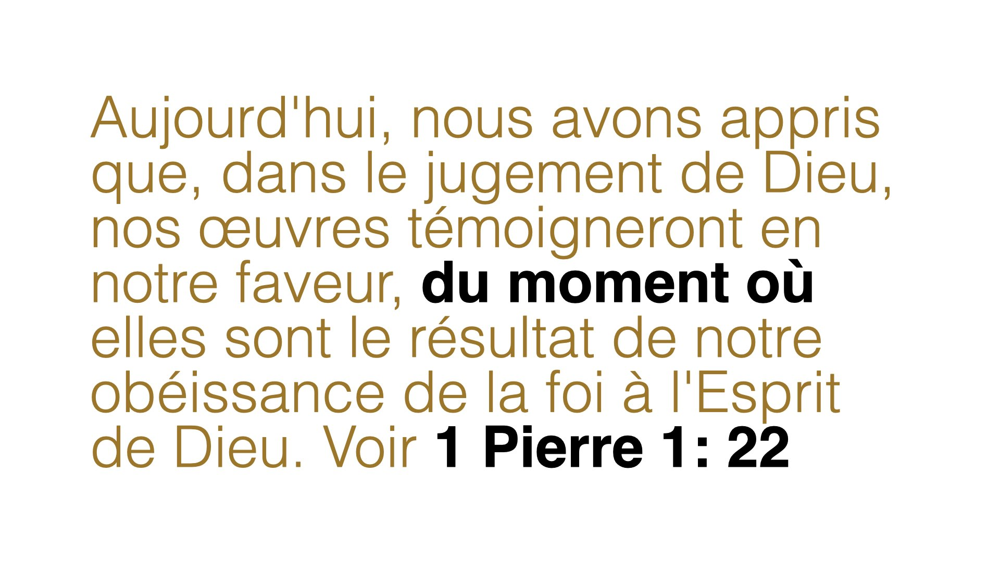 Aujourd'hui, nous avons appris
que, dans le jugement de Dieu,
nos œuvres témoigneront en
notre faveur, du moment où
elles sont le résultat de notre
obéissance de la foi à l'Esprit
de Dieu. Voir 1 Pierre 1: 22